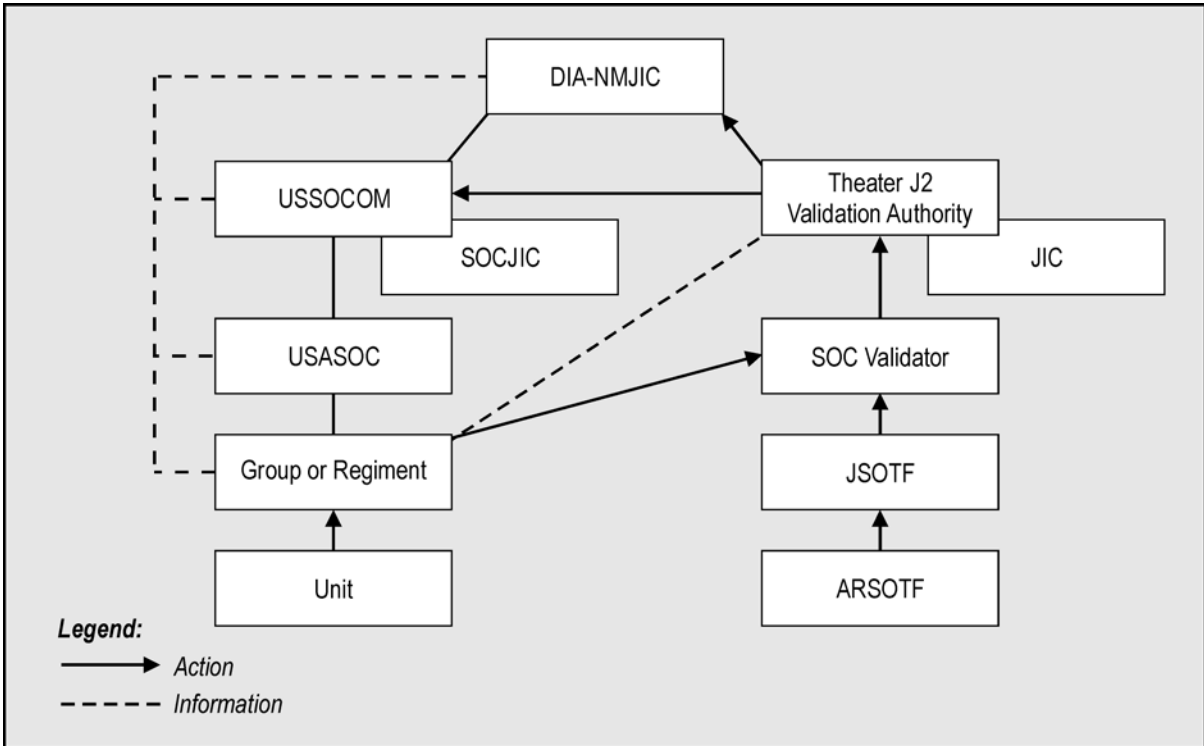 DIA-NMJIC
USSOCOM
Theater J2
Validation Authority
SOCJIC
JIC
USASOC
SOC Validator
Group or Regiment
JSOTF
Unit
ARSOTF
Legend:
Action
Information